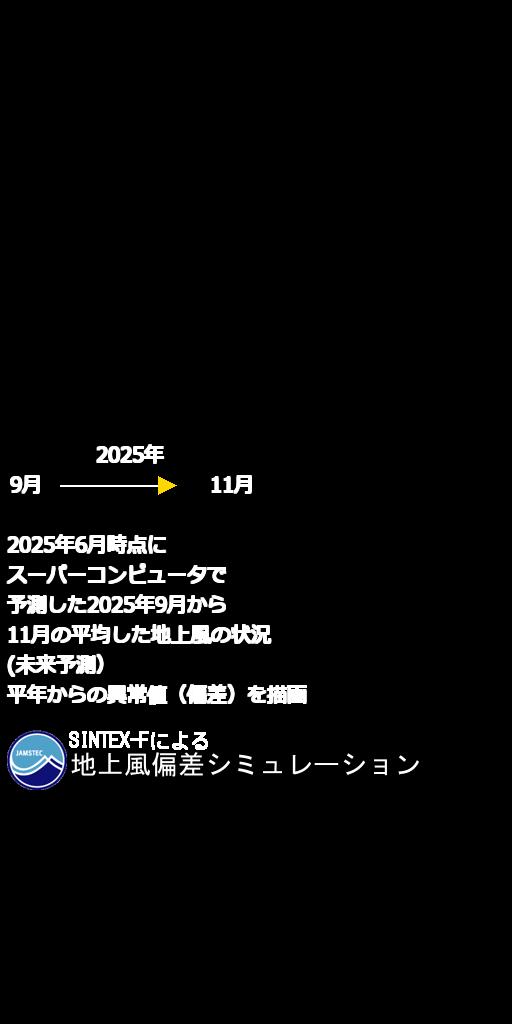 2025年
9月 11月
2025年6月時点に
スーパーコンピュータで
予測した2025年9月から
11月の平均した地上風の状況
(未来予測）
平年からの異常値（偏差）を描画
JAMSTEC
SINTEX-Fによる
地上風偏差シミュレーション